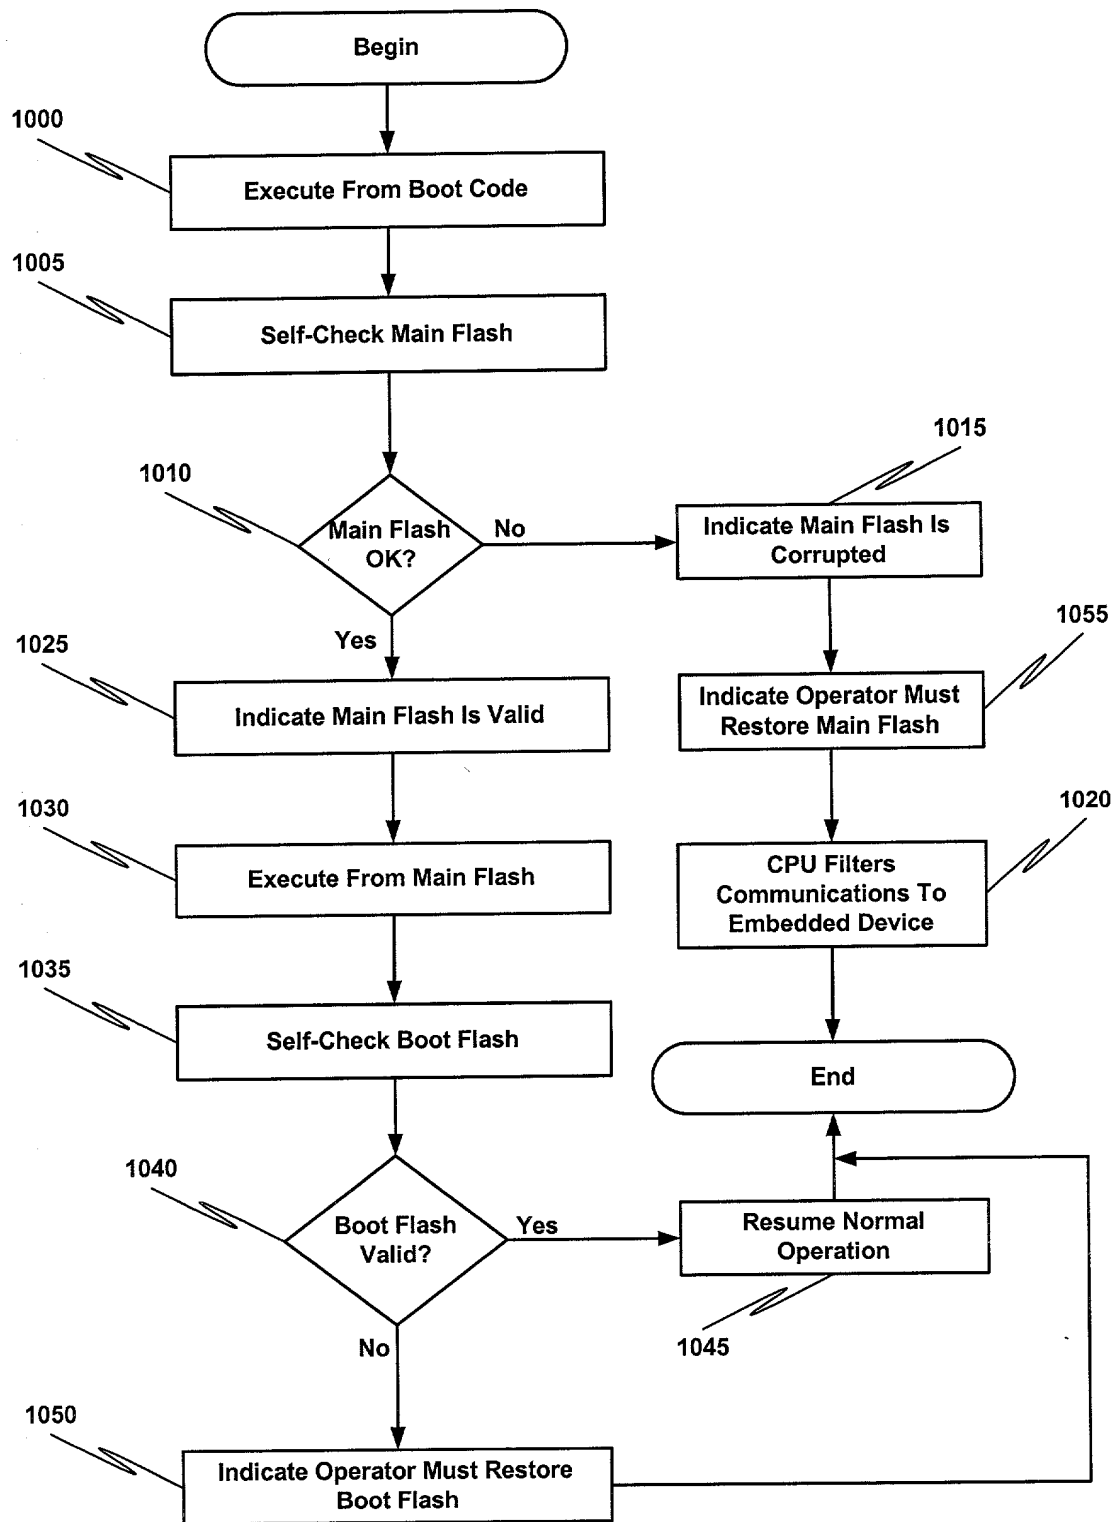 Begin
1000
Execute From Boot Code
1005
Self-Check Main Flash
1010
Main Flash
OK?
No
Yes
1015
Indicate Main Flash Is
Corrupted
1025
Indicate Main Flash Is Valid
1055
Indicate Operator Must
Restore Main Flash
1030
Execute From Main Flash
1020
CPU Filters
Communications To
Embedded Device
1035
Self-Check Boot Flash
End
1040
Boot Flash
Valid?
Yes
No
Resume Normal
Operation
1045
1050
Indicate Operator Must Restore
Boot Flash